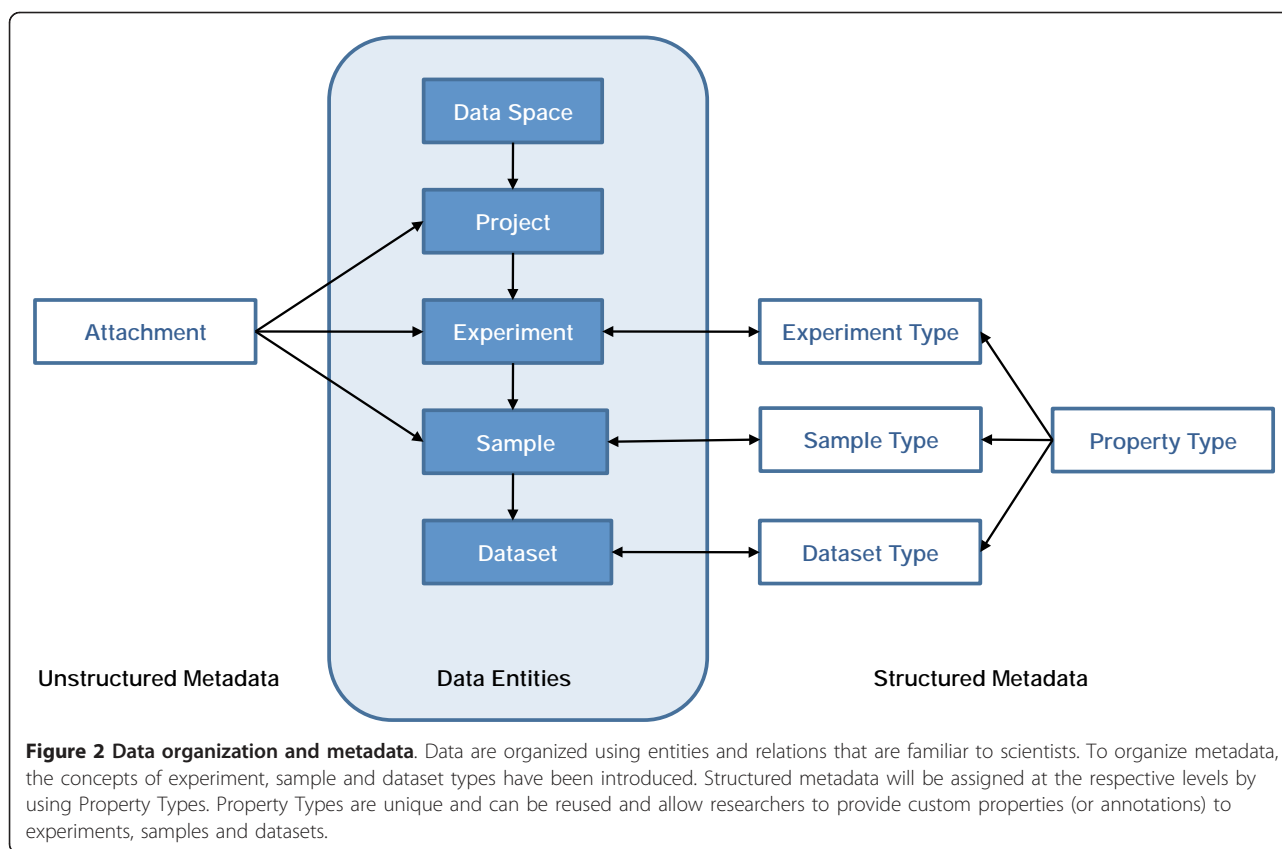 Data Space
Project
Attachment
Experiment
Experiment Type
Sample
Sample Type
Property Type
Dataset
Dataset Type
Unstructured Metadata
Data Entities
Structured Metadata
Figure 2 Data organization and metadata. Data are organized using entities and relations that are familiar to scientists. To organize metadata,
the concepts of experiment, sample and dataset types have been introduced. Structured metadata will be assigned at the respective levels by
using Property Types. Property Types are unique and can be reused and allow researchers to provide custom properties (or annotations) to
experiments, samples and datasets.